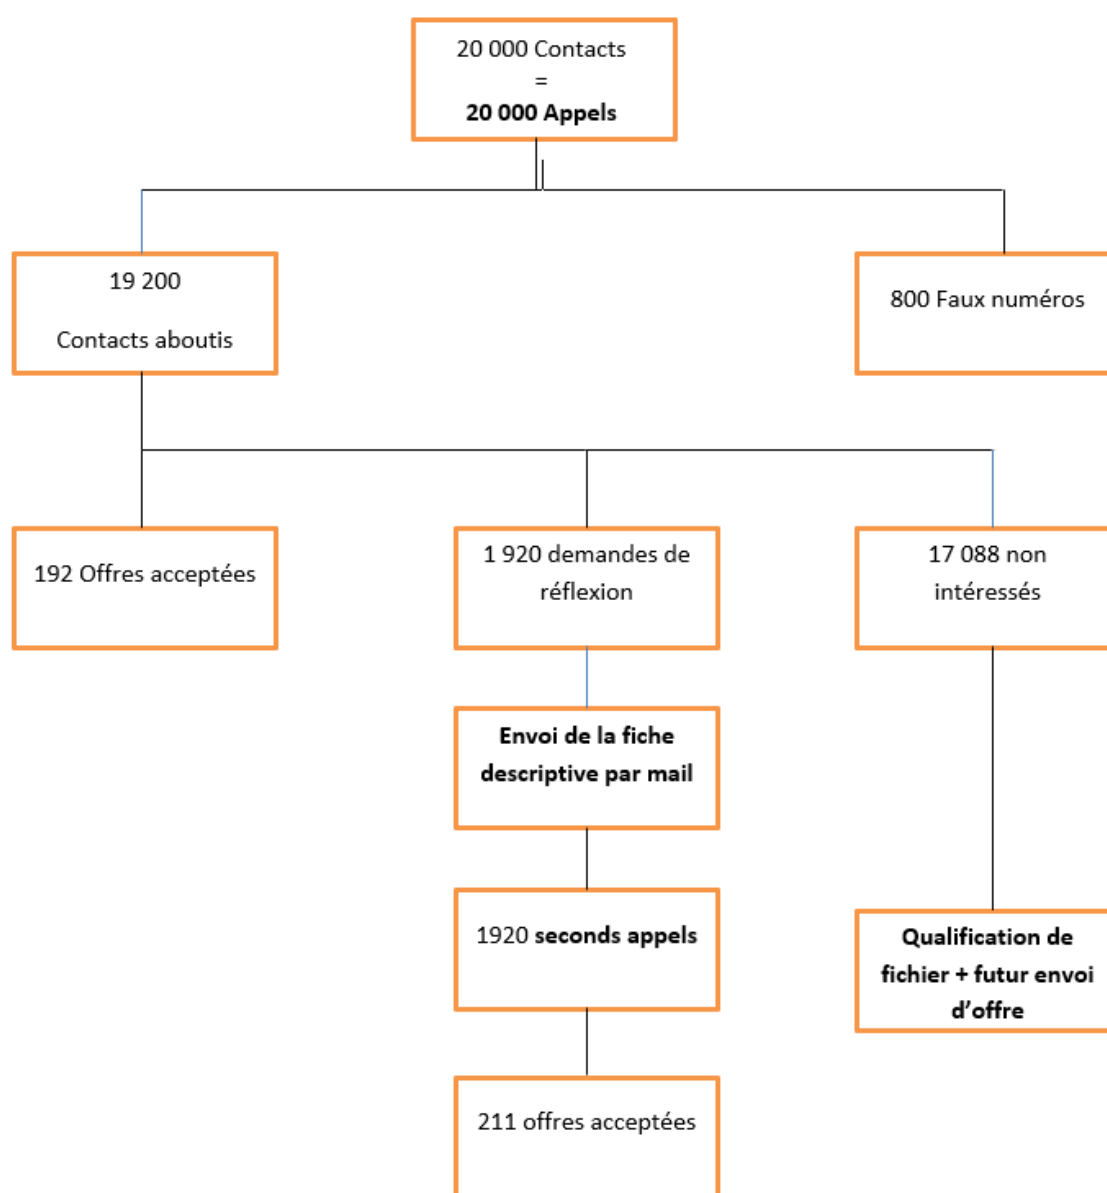 20 000 Contacts
=
20 000 Appels
19 200
Contacts aboutis
800 Faux numéros
192 Offres acceptées
1 920 demandes de
réflexion
17 088 non
intéressés
Envoi de la fiche
descriptive par mail
1920 seconds appels
Qualification de
fichier + futur envoi
d’offre
211 offres acceptées